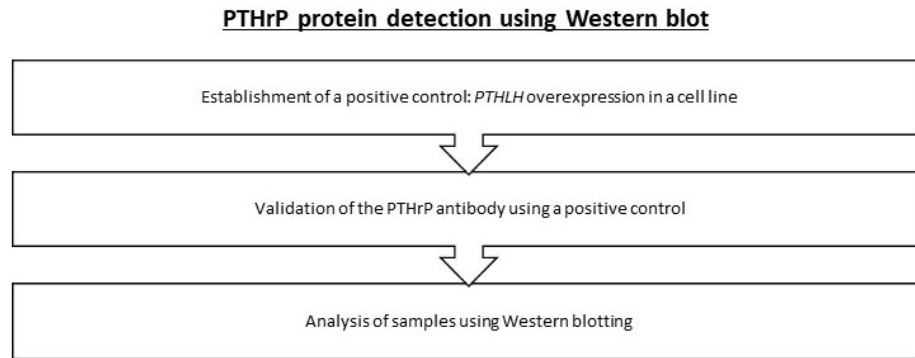 PTHrP protein detection using Western blot
Establishment of a positive control: PTHLH overexpression in a cell line
Validation of the PTHrP antibody using a positive control
Analysis of samples using Western blotting